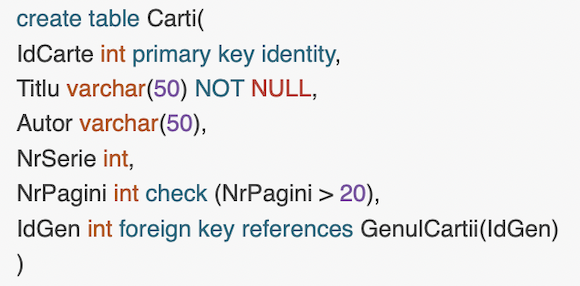 create table Carti(
IdCarte int primary key identity,
Titlu varchar(50) NOT NULL,
Autor varchar(50),
NrSerie int,
NrPagini int check (NrPagini > 20),
IdGen int foreign key references GenulCartii(IdGen)
)